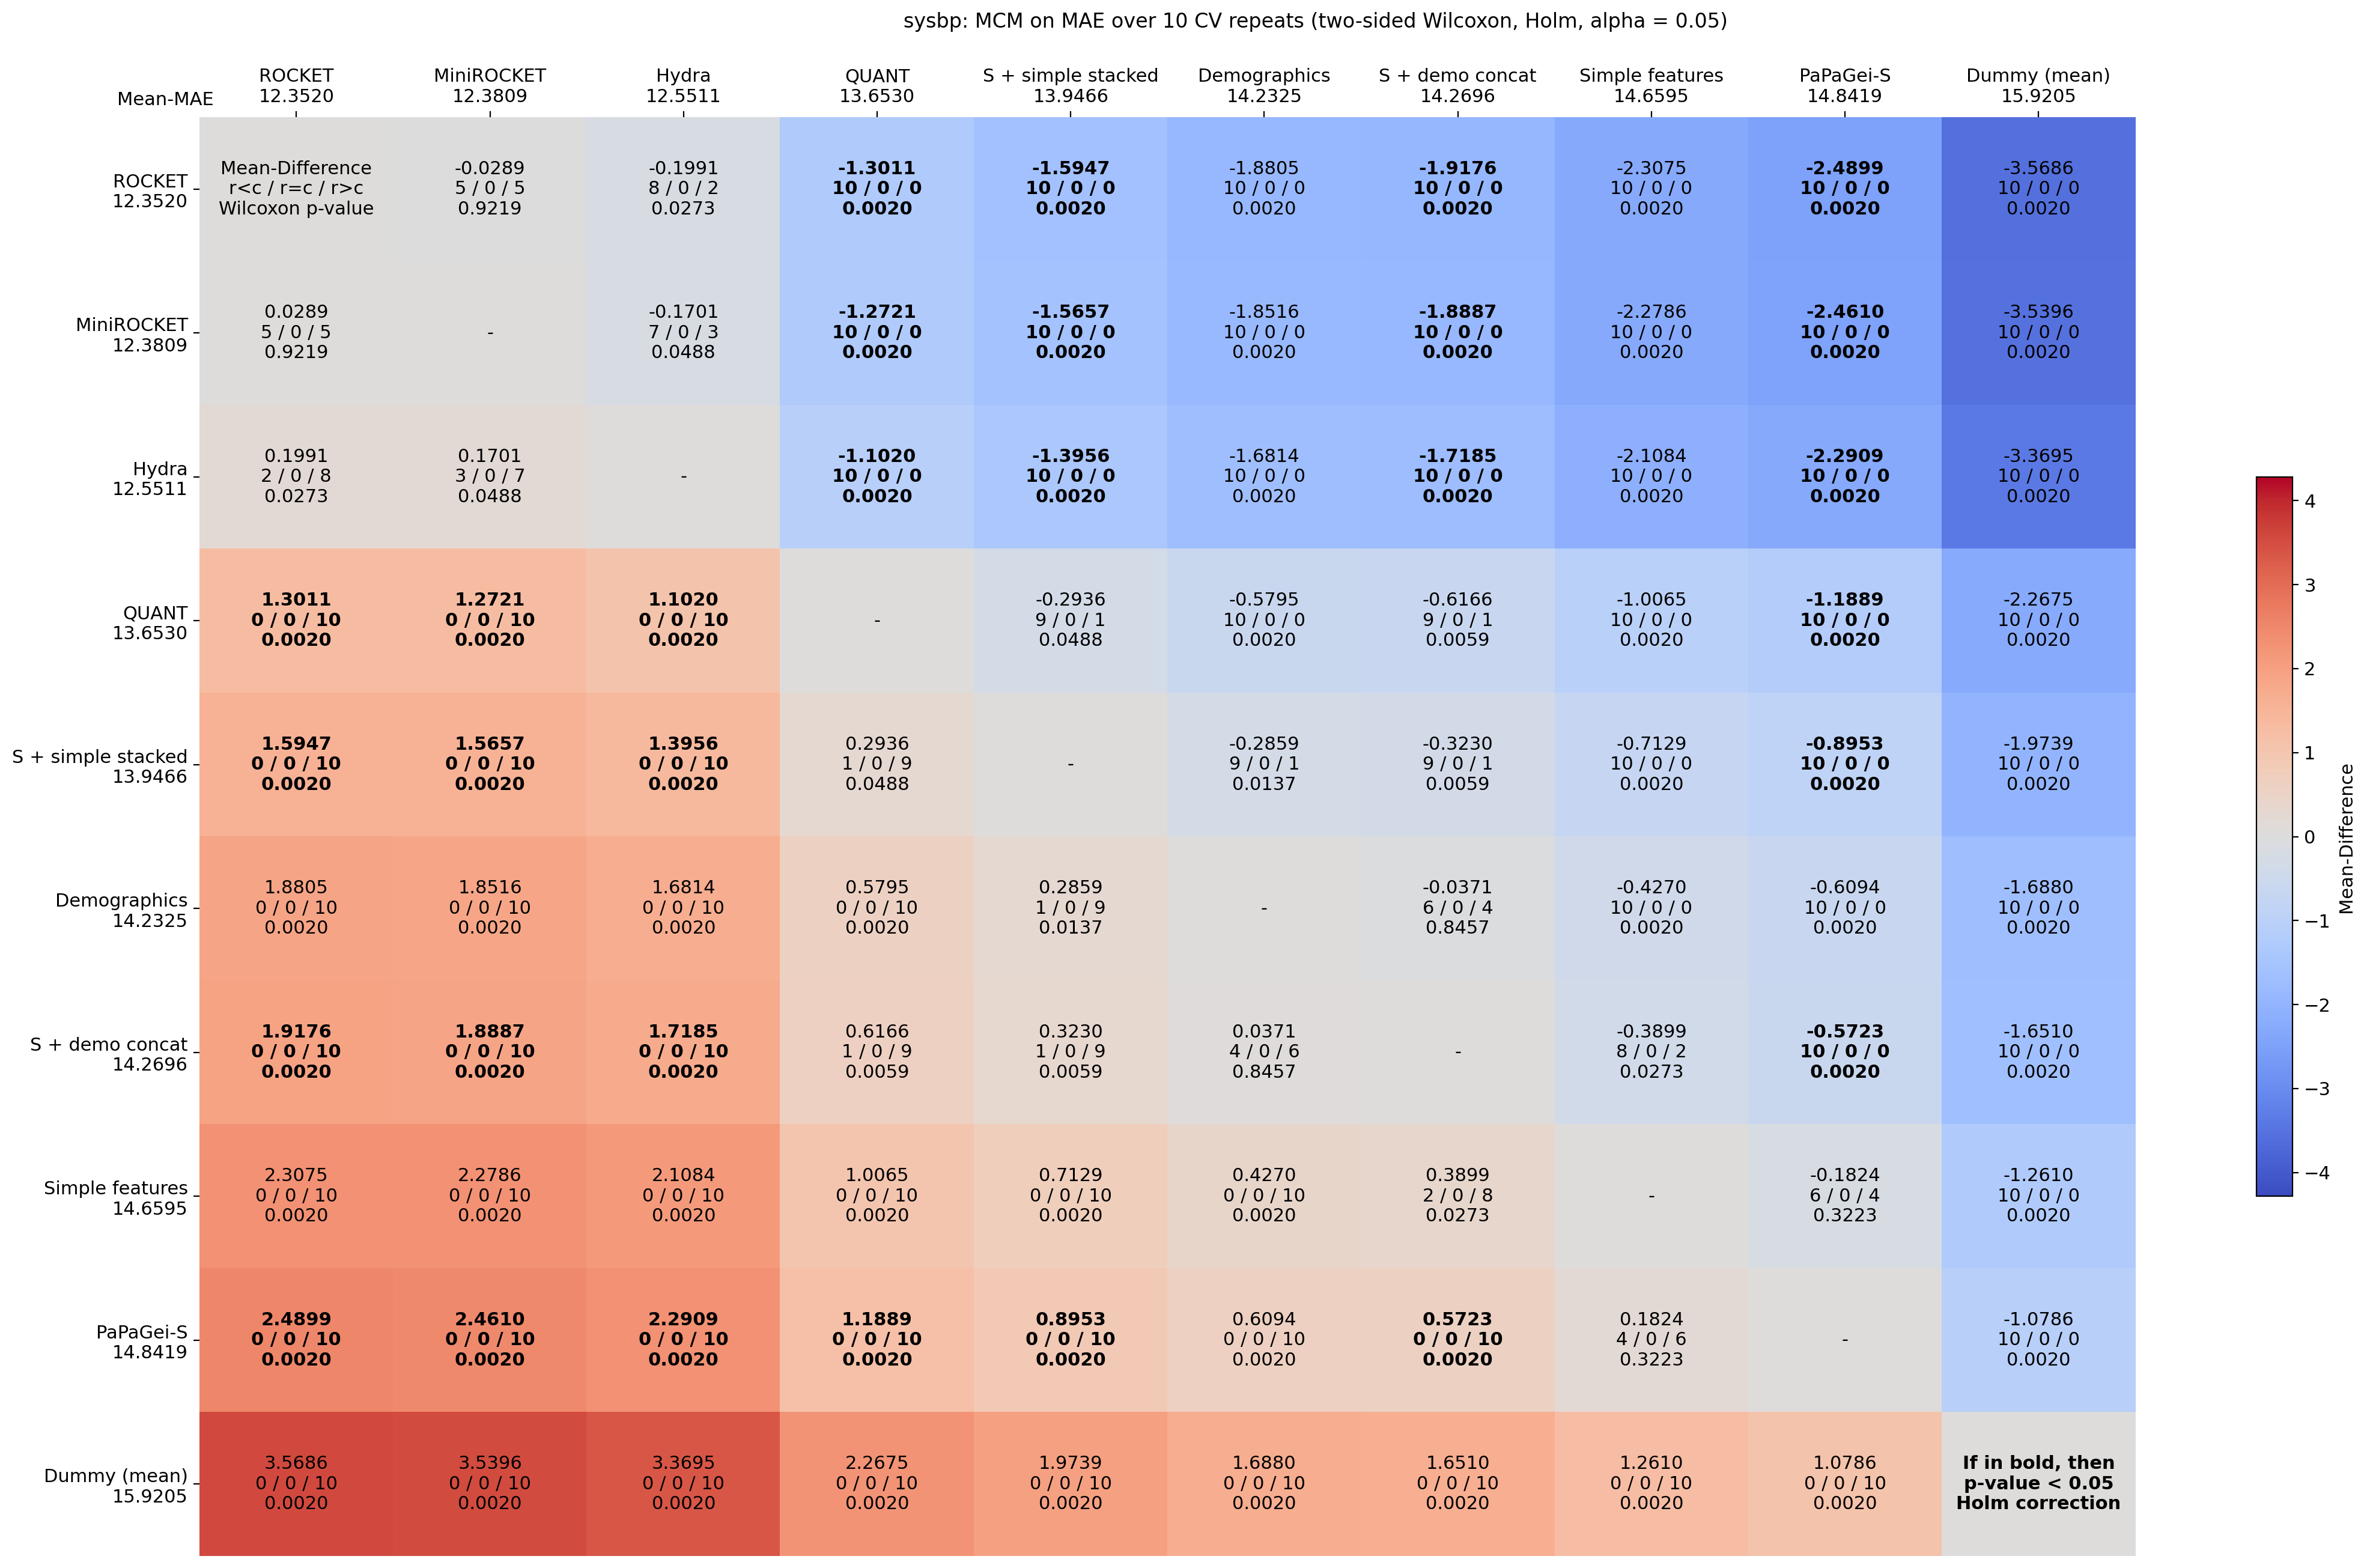 sysbp: MCM on MAE over 10 CV repeats (two-sided Wilcoxon, Holm, alpha = 0.05)
Mean-MAE
ROCKET
12.3520
MiniROCKET
12.3809
Hydra
12.5511
QUANT
13.6530
S + simple stacked
13.9466
Demographics
14.2325
S + demo concat
14.2696
Simple features
14.6595
PaPaGei-S
14.8419
Dummy (mean)
15.9205
ROCKET
12.3520
Mean-Difference
r<c / r=c / r>c
Wilcoxon p-value
-0.0289
5 / 0 / 5
0.9219
-0.1991
8 / 0 / 2
0.0273
-1.3011
10 / 0 / 0
0.0020
-1.5947
10 / 0 / 0
0.0020
-1.8805
10 / 0 / 0
0.0020
-1.9176
10 / 0 / 0
0.0020
-2.3075
10 / 0 / 0
0.0020
-2.4899
10 / 0 / 0
0.0020
-3.5686
10 / 0 / 0
0.0020
MiniROCKET
12.3809
0.0289
5 / 0 / 5
0.9219
-
-0.1701
7 / 0 / 3
0.0488
-1.2721
10 / 0 / 0
0.0020
-1.5657
10 / 0 / 0
0.0020
-1.8516
10 / 0 / 0
0.0020
-1.8887
10 / 0 / 0
0.0020
-2.2786
10 / 0 / 0
0.0020
-2.4610
10 / 0 / 0
0.0020
-3.5396
10 / 0 / 0
0.0020
Hydra
12.5511
0.1991
2 / 0 / 8
0.0273
0.1701
3 / 0 / 7
0.0488
-
-1.1020
10 / 0 / 0
0.0020
-1.3956
10 / 0 / 0
0.0020
-1.6814
10 / 0 / 0
0.0020
-1.7185
10 / 0 / 0
0.0020
-2.1084
10 / 0 / 0
0.0020
-2.2909
10 / 0 / 0
0.0020
-3.3695
10 / 0 / 0
0.0020
QUANT
13.6530
1.3011
0 / 0 / 10
0.0020
1.2721
0 / 0 / 10
0.0020
1.1020
0 / 0 / 10
0.0020
-
-0.2936
9 / 0 / 1
0.0488
-0.5795
10 / 0 / 0
0.0020
-0.6166
9 / 0 / 1
0.0059
-1.0065
10 / 0 / 0
0.0020
-1.1889
10 / 0 / 0
0.0020
-2.2675
10 / 0 / 0
0.0020
S + simple stacked
13.9466
1.5947
0 / 0 / 10
0.0020
1.5657
0 / 0 / 10
0.0020
1.3956
0 / 0 / 10
0.0020
0.2936
1 / 0 / 9
0.0488
-
-0.2859
9 / 0 / 1
0.0137
-0.3230
9 / 0 / 1
0.0059
-0.7129
10 / 0 / 0
0.0020
-0.8953
10 / 0 / 0
0.0020
-1.9739
10 / 0 / 0
0.0020
Demographics
14.2325
1.8805
0 / 0 / 10
0.0020
1.8516
0 / 0 / 10
0.0020
1.6814
0 / 0 / 10
0.0020
0.5795
0 / 0 / 10
0.0020
0.2859
1 / 0 / 9
0.0137
-
-0.0371
6 / 0 / 4
0.8457
-0.4270
10 / 0 / 0
0.0020
-0.6094
10 / 0 / 0
0.0020
-1.6880
10 / 0 / 0
0.0020
S + demo concat
14.2696
1.9176
0 / 0 / 10
0.0020
1.8887
0 / 0 / 10
0.0020
1.7185
0 / 0 / 10
0.0020
0.6166
1 / 0 / 9
0.0059
0.3230
1 / 0 / 9
0.0059
0.0371
4 / 0 / 6
0.8457
-
-0.3899
8 / 0 / 2
0.0273
-0.5723
10 / 0 / 0
0.0020
-1.6510
10 / 0 / 0
0.0020
Simple features
14.6595
2.3075
0 / 0 / 10
0.0020
2.2786
0 / 0 / 10
0.0020
2.1084
0 / 0 / 10
0.0020
1.0065
0 / 0 / 10
0.0020
0.7129
0 / 0 / 10
0.0020
0.4270
0 / 0 / 10
0.0020
0.3899
2 / 0 / 8
0.0273
-
-0.1824
6 / 0 / 4
0.3223
-1.2610
10 / 0 / 0
0.0020
PaPaGei-S
14.8419
2.4899
0 / 0 / 10
0.0020
2.4610
0 / 0 / 10
0.0020
2.2909
0 / 0 / 10
0.0020
1.1889
0 / 0 / 10
0.0020
0.8953
0 / 0 / 10
0.0020
0.6094
0 / 0 / 10
0.0020
0.5723
0 / 0 / 10
0.0020
0.1824
4 / 0 / 6
0.3223
-
-1.0786
10 / 0 / 0
0.0020
Dummy (mean)
15.9205
3.5686
0 / 0 / 10
0.0020
3.5396
0 / 0 / 10
0.0020
3.3695
0 / 0 / 10
0.0020
2.2675
0 / 0 / 10
0.0020
1.9739
0 / 0 / 10
0.0020
1.6880
0 / 0 / 10
0.0020
1.6510
0 / 0 / 10
0.0020
1.2610
0 / 0 / 10
0.0020
1.0786
0 / 0 / 10
0.0020
If in bold, then
p-value < 0.05
Holm correction
4
3
2
1
0
−1
−2
−3
−4
Mean-Difference